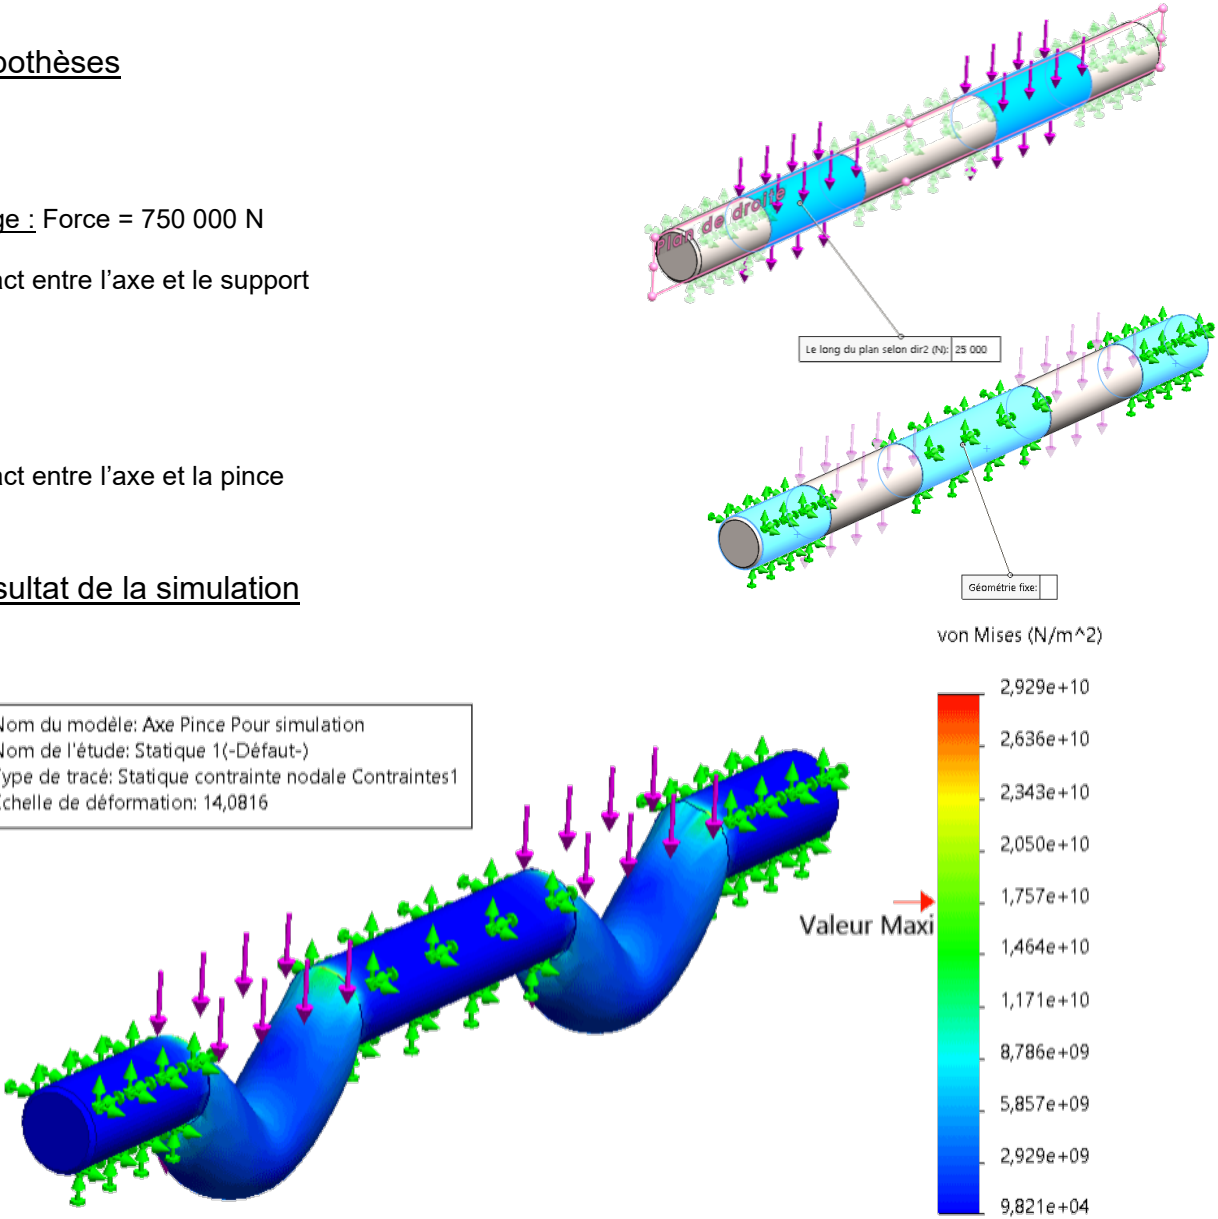 pothèses
ge : Force = 750 000 N
act entre l'axe et le support
Plan de droite
Le long du plan selon dir2 (N): 25 000
act entre l'axe et la pince
Géométrie fixe:
sultat de la simulation
von Mises (N/m^2)
2,929e+10
2,636e+10
2,343e+10
2,050e+10
1,757e+10
1,464e+10
1,171e+10
8,786e+09
5,857e+09
2,929e+09
9,821e+04
Valeur Maxi
Nom du modèle: Axe Pince Pour simulation
Nom de l'étude: Statique 1(-Défaut-)
Type de tracé: Statique contrainte nodale Contraintes1
Echelle de déformation: 14,0816